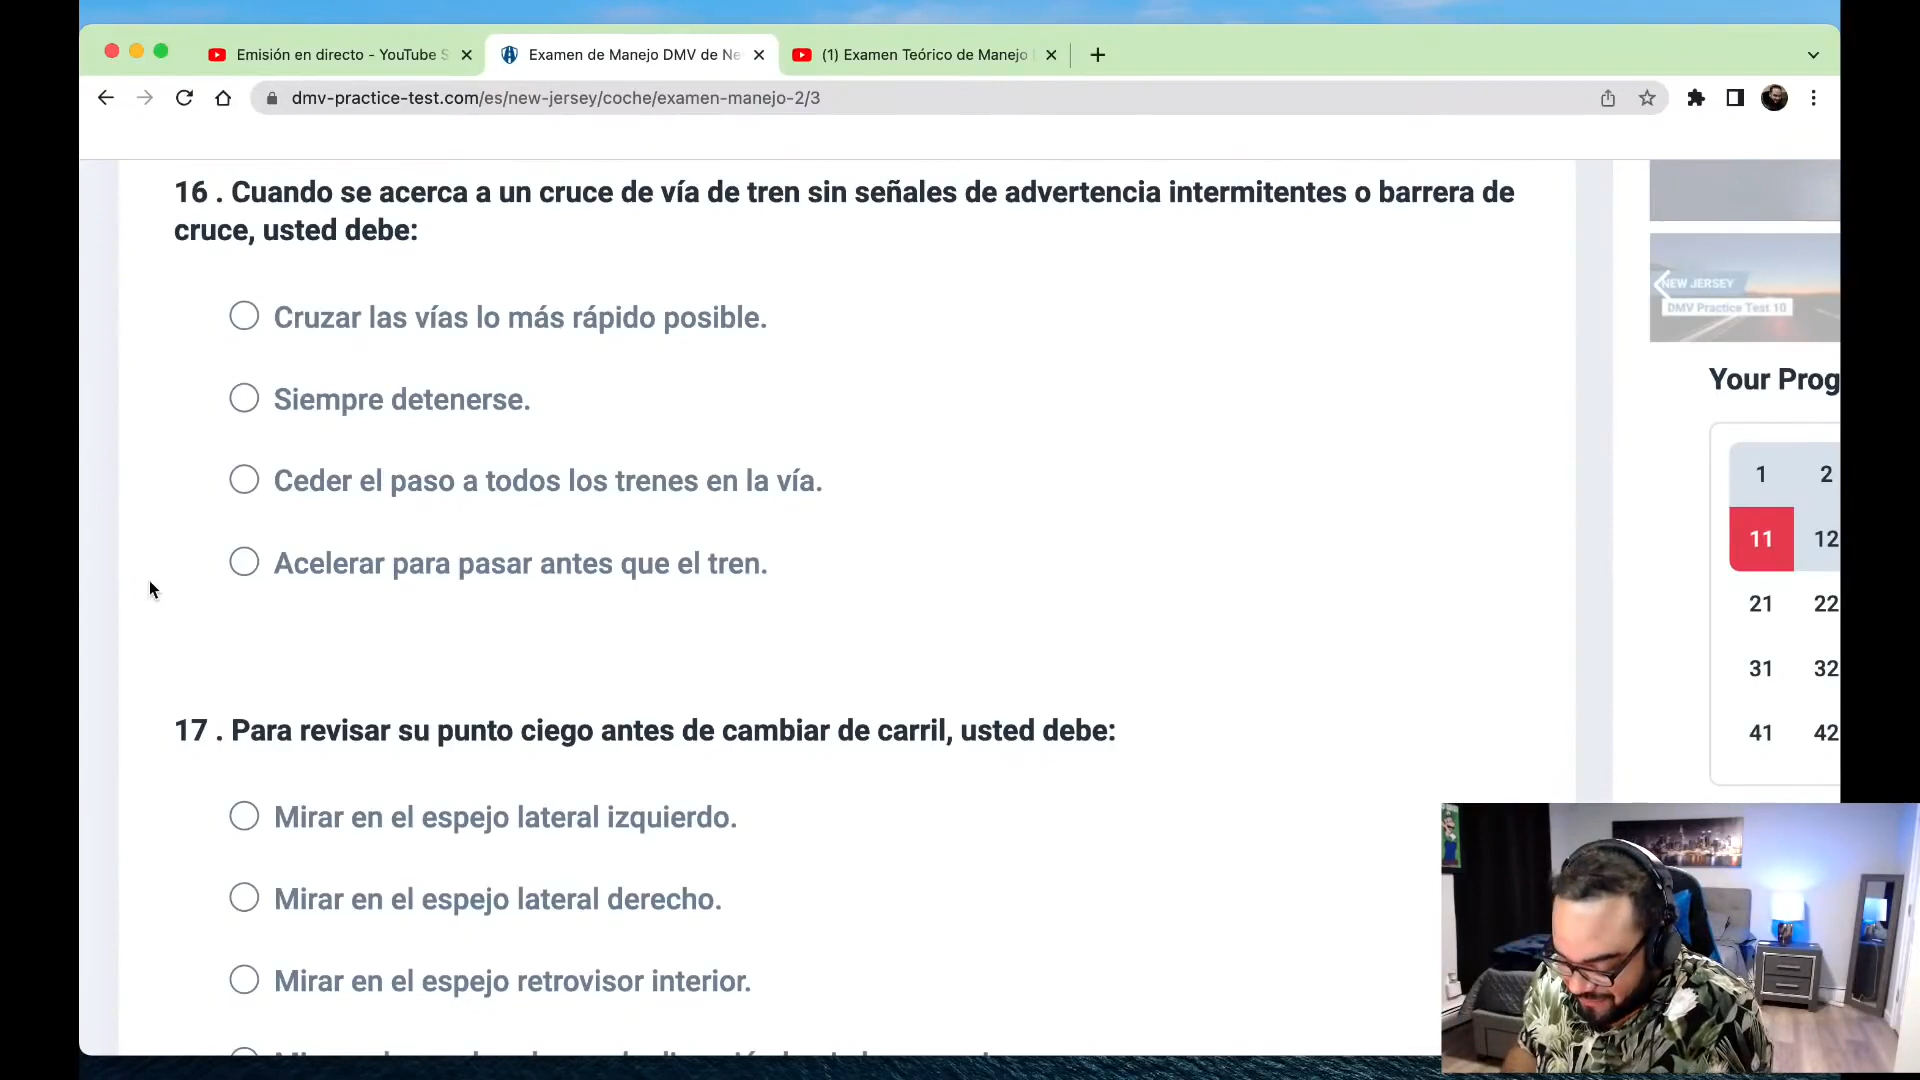 Emisión en directo - YouTube S
Examen de Manejo DMV de Ne
(1) Examen Teórico de Manejo
dmv-practice-test.com/es/new-jersey/coche/examen-manejo-2/3
16 . Cuando se acerca a un cruce de vía de tren sin señales de advertencia intermitentes o barrera de
cruce, usted debe:
Cruzar las vías lo más rápido posible.
Siempre detenerse.
Ceder el paso a todos los trenes en la vía.
Acelerar para pasar antes que el tren.
17 . Para revisar su punto ciego antes de cambiar de carril, usted debe:
Mirar en el espejo lateral izquierdo.
Mirar en el espejo lateral derecho.
Mirar en el espejo retrovisor interior.
NEW JERSEY
DMV Practice Test 10
Your Prog
1 2
11 12
21 22
31 32
41 42